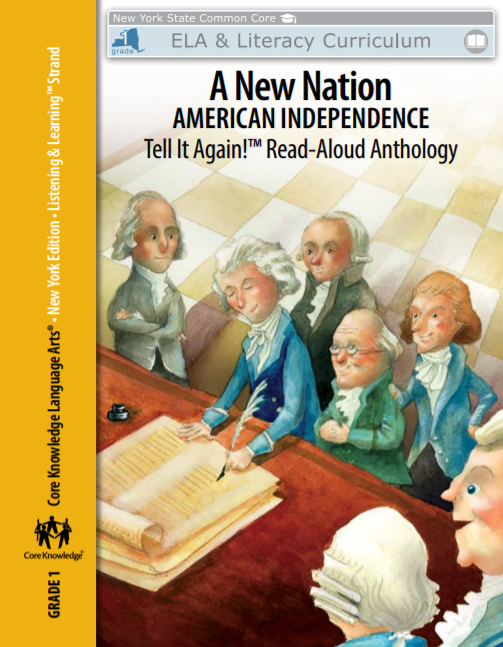 New York State Common Core
1
grade
ELA & Literacy Curriculum
A New Nation
AMERICAN INDEPENDENCE
Tell It Again!™ Read-Aloud Anthology
Core Knowledge Language Arts® • New York Edition • Listening & Learning™ Strand
Core Knowledge®
GRADE 1